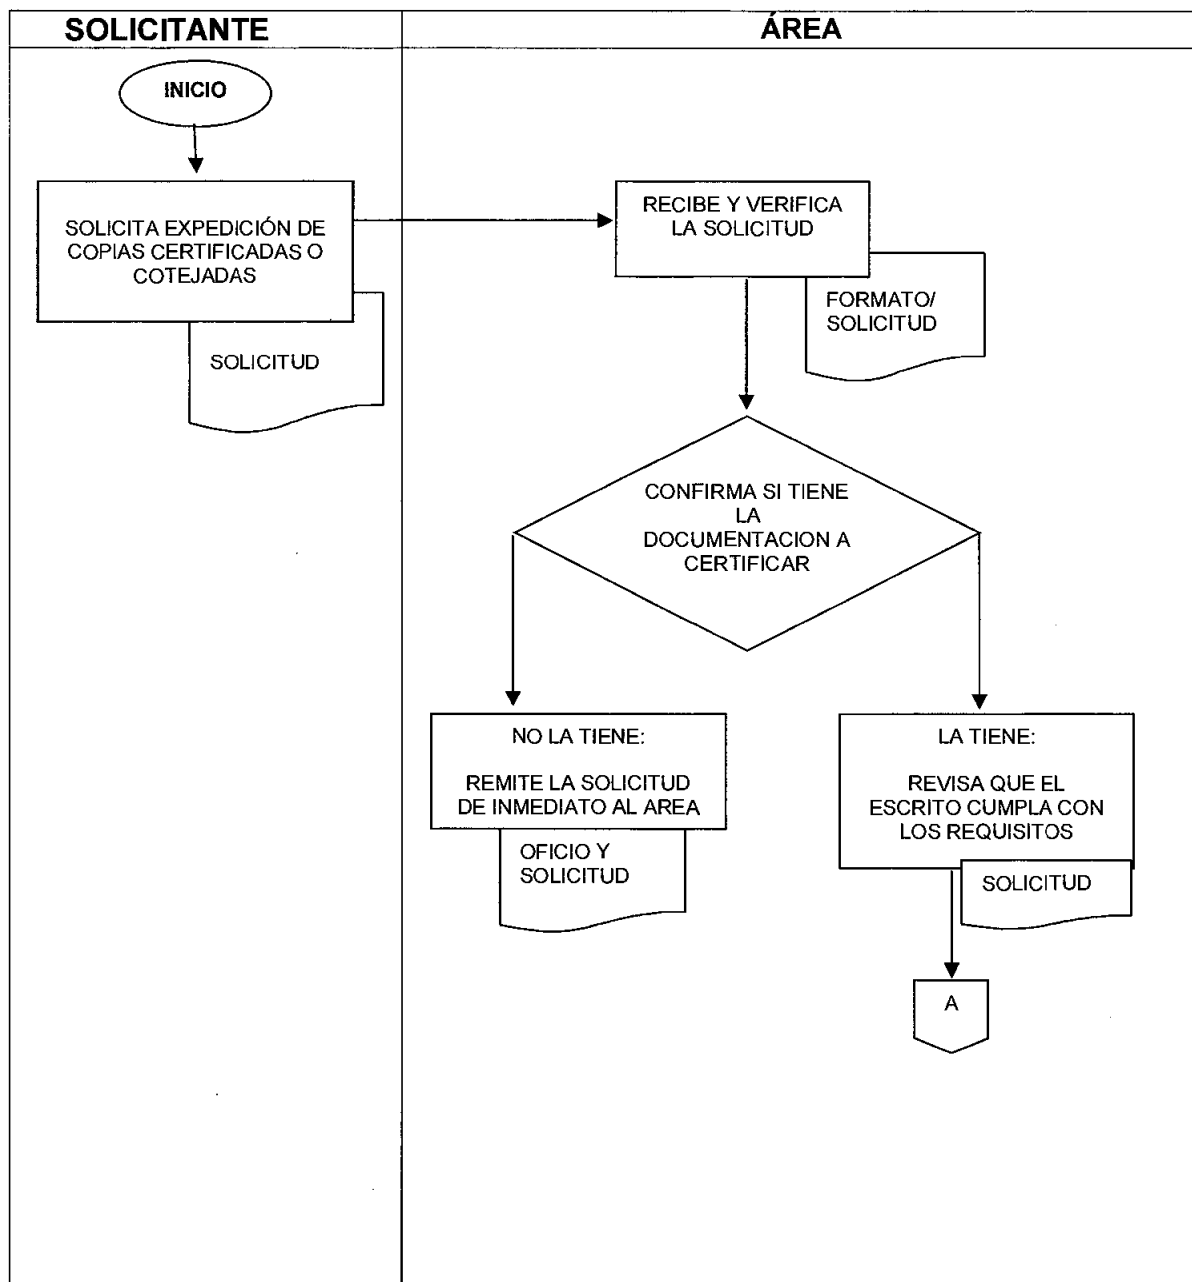 SOLICITANTE
ÁREA
INICIO
SOLICITA EXPEDICIÓN DE
COPIAS CERTIFICADAS O
COTEJADAS
SOLICITUD
RECIBE Y VERIFICA
LA SOLICITUD
FORMATO/
SOLICITUD
CONFIRMA SI TIENE
LA
DOCUMENTACION A
CERTIFICAR
NO LA TIENE:
REMITE LA SOLICITUD
DE INMEDIATO AL AREA
OFICIO Y
SOLICITUD
LA TIENE:
REVISA QUE EL
ESCRITO CUMPLA CON
LOS REQUISITOS
SOLICITUD
A